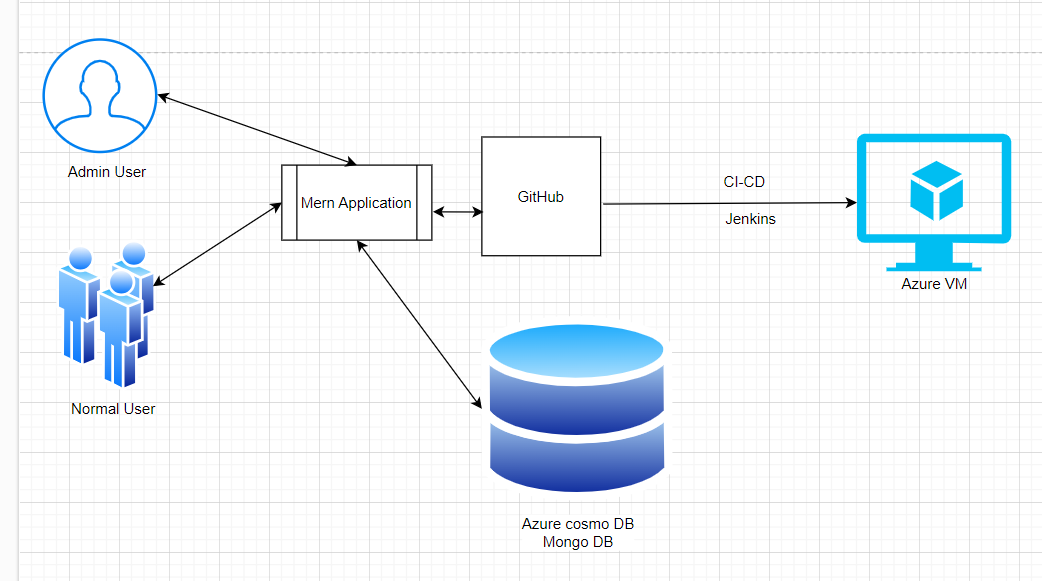 Admin User
Mern Application
GitHub
CI-CD
Jenkins
Azure VM
Normal User
Azure cosmo DB
Mongo DB